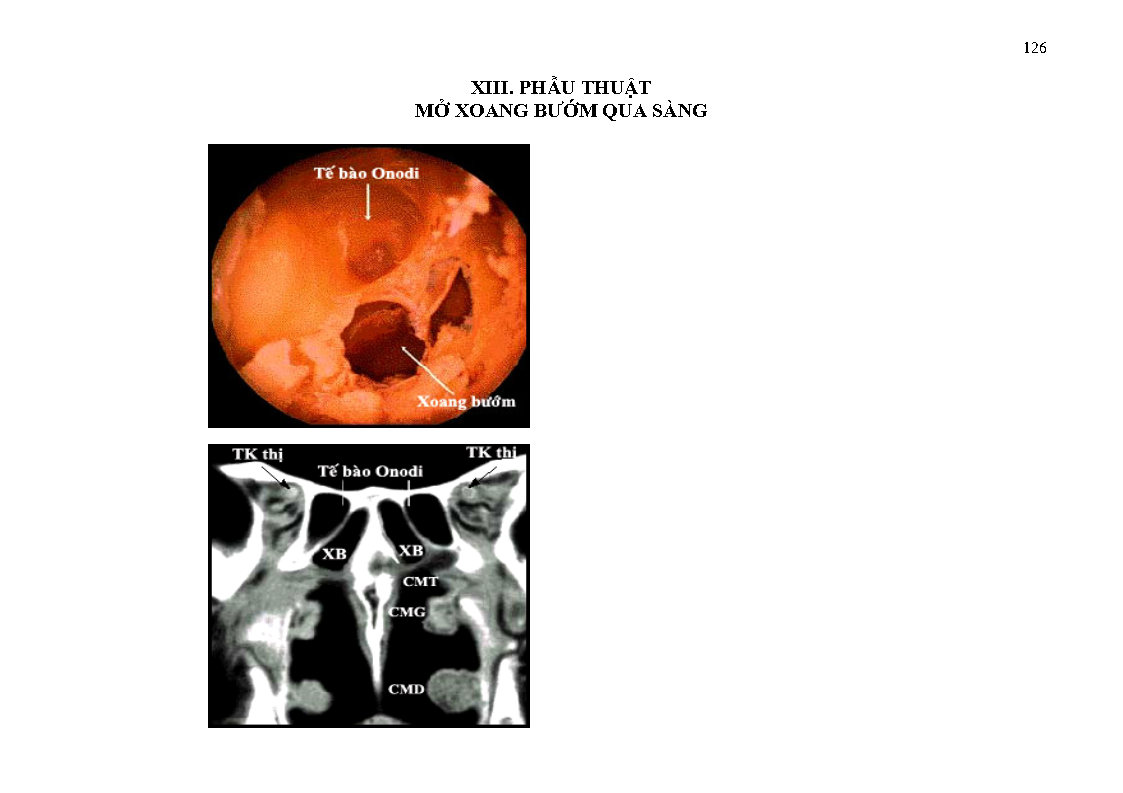 126
XIII. PHẪU THUẬT
MỞ XOANG BƯỚM QUA SÀNG
Tế bào Onodi
Xoang bướm
TK thị
TK thị
Tế bào Onodi
XB
XB
CMT
CMG
CMD